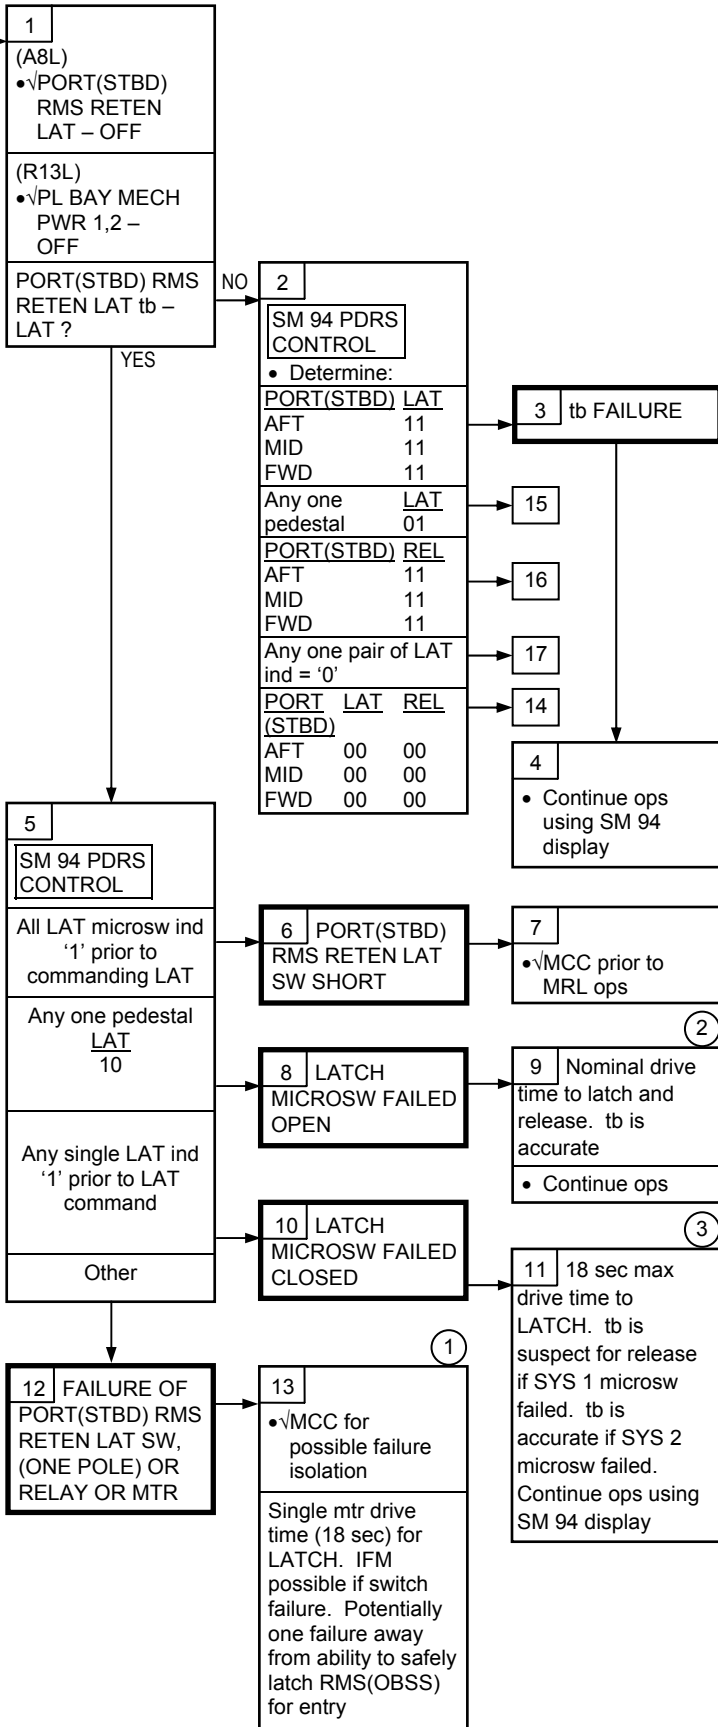 1
(A8L)
•√PORT(STBD)
RMS RETEN
LAT – OFF
(R13L)
•√PL BAY MECH
PWR 1,2 –
OFF
PORT(STBD) RMS
RETEN LAT tb –
LAT ?
NO
YES
2
SM 94 PDRS
CONTROL
• Determine:
PORT(STBD) LAT
AFT 11
MID 11
FWD 11
Any one LAT
pedestal 01
PORT(STBD) REL
AFT 11
MID 11
FWD 11
Any one pair of LAT
ind = ‘0’
PORT LAT REL
(STBD)
AFT 00 00
MID 00 00
FWD 00 00
3 tb FAILURE
15
16
17
14
4
• Continue ops
using SM 94
display
5
SM 94 PDRS
CONTROL
All LAT microsw ind
‘1’ prior to
commanding LAT
Any one pedestal
LAT
10
Any single LAT ind
‘1’ prior to LAT
command
Other
6 PORT(STBD)
RMS RETEN LAT
SW SHORT
7
•√MCC prior to
MRL ops
8 LATCH
MICROSW FAILED
OPEN
2
9 Nominal drive
time to latch and
release. tb is
accurate
• Continue ops
10 LATCH
MICROSW FAILED
CLOSED
3
11 18 sec max
drive time to
LATCH. tb is
suspect for release
if SYS 1 microsw
failed. tb is
accurate if SYS 2
microsw failed.
Continue ops using
SM 94 display
12 FAILURE OF
PORT(STBD) RMS
RETEN LAT SW,
(ONE POLE) OR
RELAY OR MTR
1
13
•√MCC for
possible failure
isolation
Single mtr drive
time (18 sec) for
LATCH. IFM
possible if switch
failure. Potentially
one failure away
from ability to safely
latch RMS(OBSS)
for entry